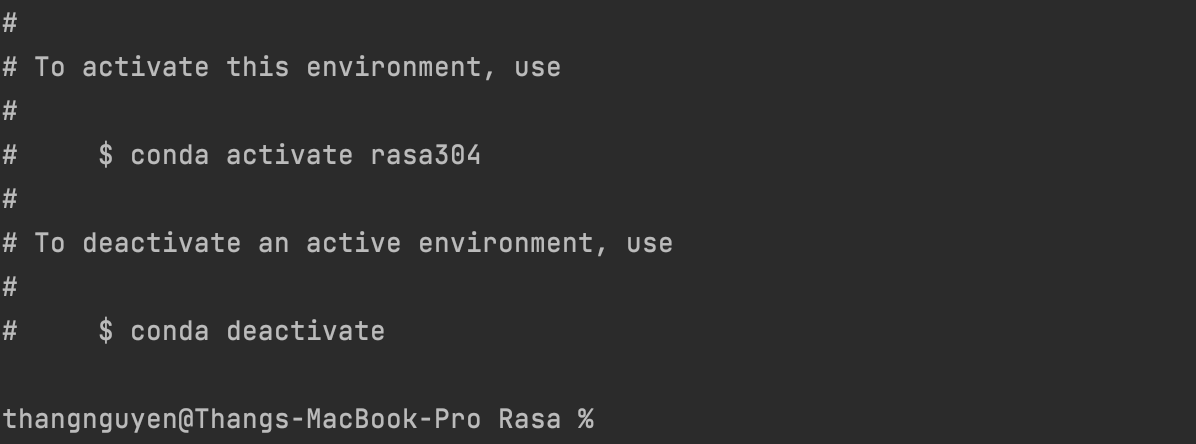 #
# To activate this environment, use
#
#     $ conda activate rasa304
#
# To deactivate an active environment, use
#
#     $ conda deactivate
thangnguyen@Thangs-MacBook-Pro Rasa %